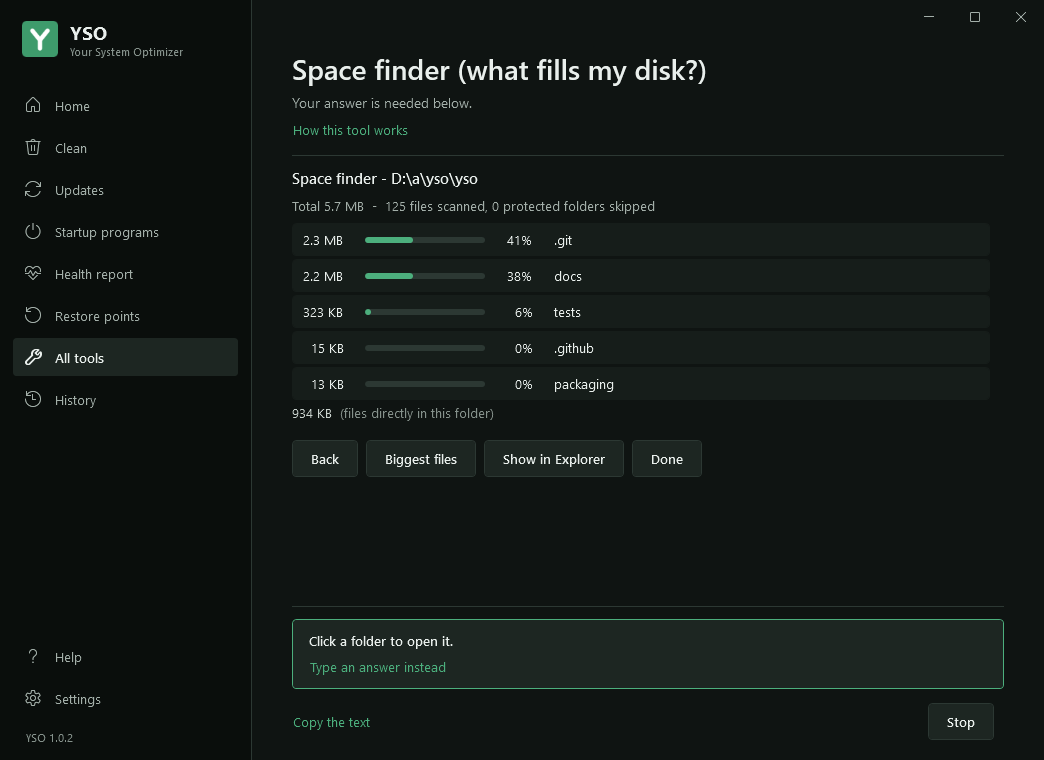 Y
YSO
Your System Optimizer
Home
Clean
Updates
Startup programs
Health report
Restore points
All tools
History
Help
Settings
YSO 1.0.2
Space finder (what fills my disk?)
Your answer is needed below.
How this tool works
Space finder - D:\a\yso\yso
Total 5.7 MB - 125 files scanned, 0 protected folders skipped
2.3 MB 41% .git
2.2 MB 38% docs
323 KB 6% tests
15 KB 0% .github
13 KB 0% packaging
934 KB (files directly in this folder)
Back Biggest files Show in Explorer Done
Click a folder to open it.
Type an answer instead
Copy the text
Stop